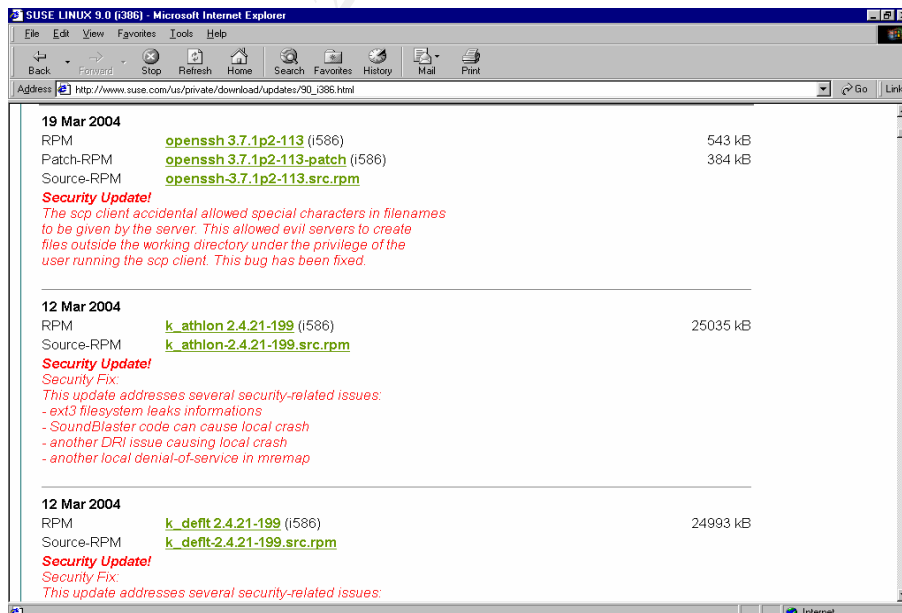 SUSE LINUX 9.0 (i386) - Microsoft Internet Explorer
File Edit View Favorites Tools Help
Back Forward Stop Refresh Home Search Favorites History Mail Print
Address http://www.suse.com/us/private/download/updates/90_i386.html Go Link
19 Mar 2004
RPM openssh 3.7.1p2-113 (i586) 543 kB
Patch-RPM openssh 3.7.1p2-113-patch (i586) 384 kB
Source-RPM openssh-3.7.1p2-113.src.rpm
Security Update!
The scp client accidental allowed special characters in filenames
to be given by the server. This allowed evil servers to create
files outside the working directory under the privilege of the
user running the scp client. This bug has been fixed.
12 Mar 2004
RPM k_athlon 2.4.21-199 (i586) 25035 kB
Source-RPM k_athlon-2.4.21-199.src.rpm
Security Update!
Security Fix:
This update addresses several security-related issues:
- ext3 filesystem leaks informations
- SoundBlaster code can cause local crash
- another DRI issue causing local crash
- another local denial-of-service in mremap
12 Mar 2004
RPM k_deflt 2.4.21-199 (i586) 24993 kB
Source-RPM k_deflt-2.4.21-199.src.rpm
Security Update!
Security Fix:
This update addresses several security-related issues:
Internet